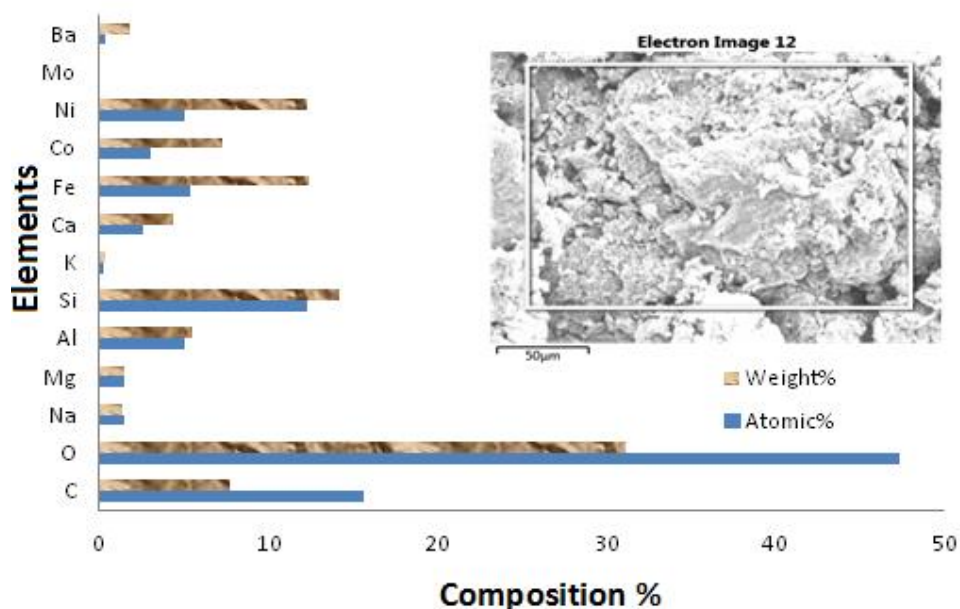 Electron Image 12
50µm
Elements
Ba
Mo
Ni
Co
Fe
Ca
K
Si
Al
Mg
Na
O
C
Weight%
Atomic%
0 10 20 30 40 50
Composition %